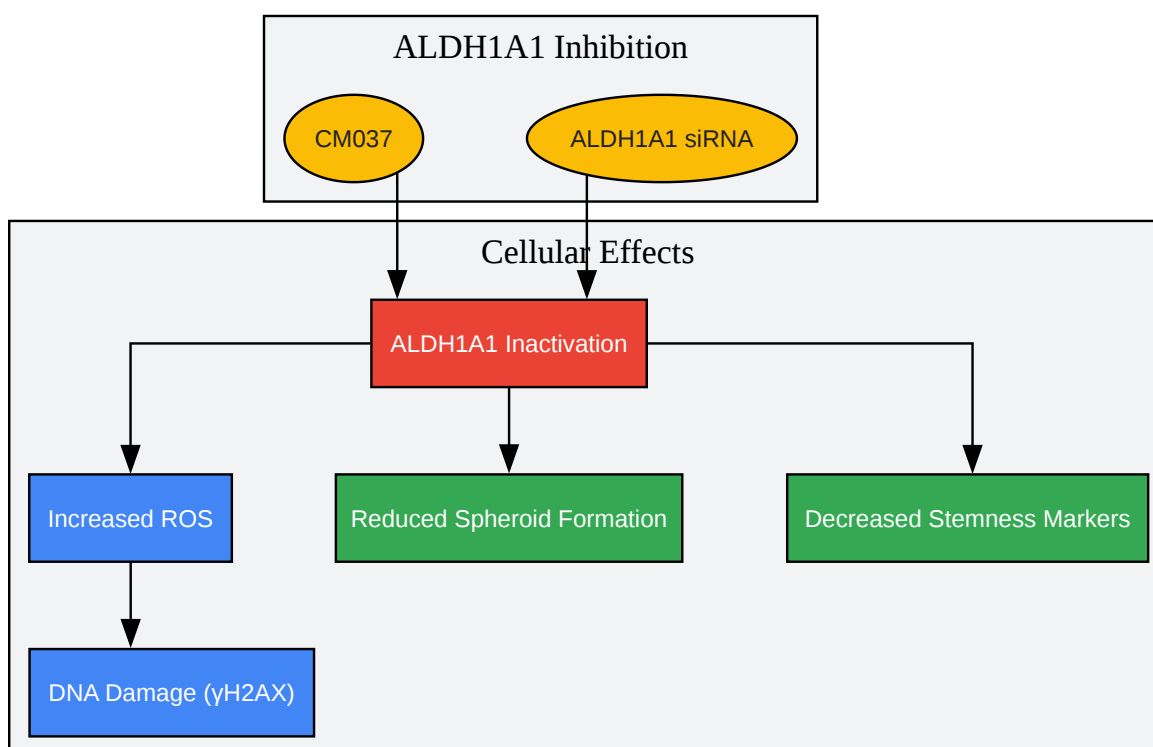 ALDH1A1 Inhibition
CM037
ALDH1A1 siRNA
Cellular Effects
ALDH1A1 Inactivation
Increased ROS
Reduced Spheroid Formation
Decreased Stemness Markers
DNA Damage (γH2AX)